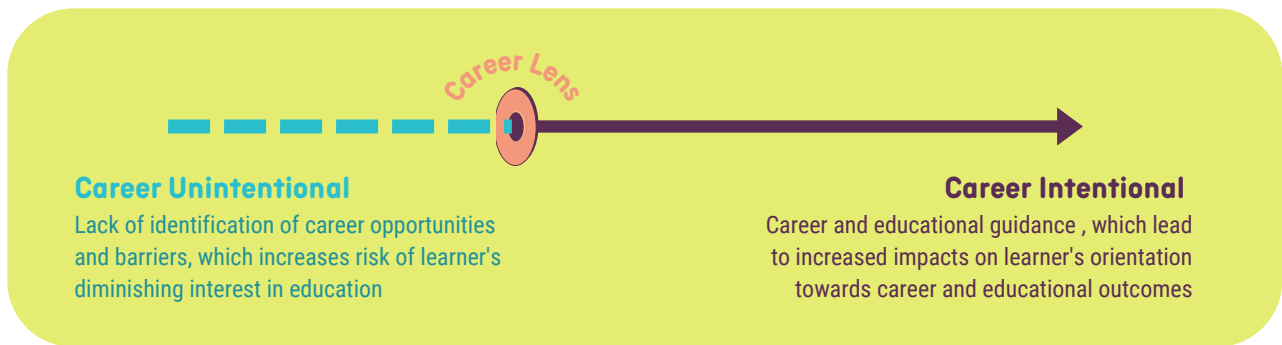 Career Lens
Career Unintentional
Lack of identification of career opportunities
and barriers, which increases risk of learner's
diminishing interest in education
Career Intentional
Career and educational guidance , which lead
to increased impacts on learner's orientation
towards career and educational outcomes